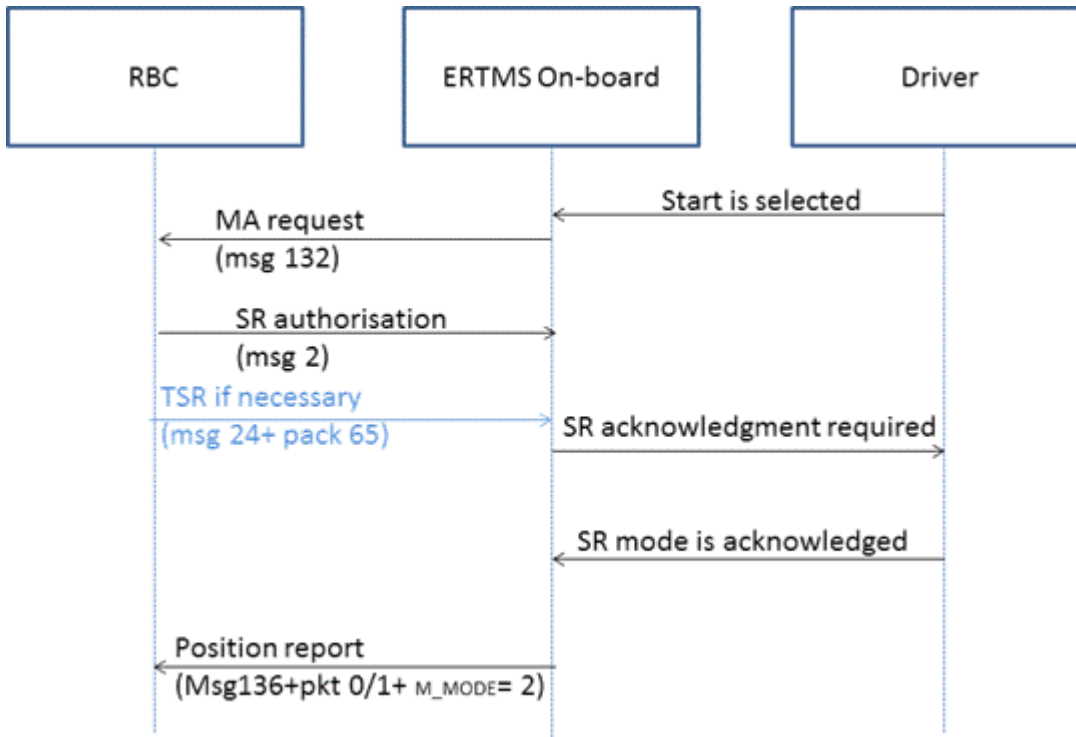 RBC
ERTMS On-board
Driver
Start is selected
MA request
(msg 132)
SR authorisation
(msg 2)
TSR if necessary
(msg 24+ pack 65)
SR acknowledgment required
SR mode is acknowledged
Position report
(Msg136+pkt 0/1+ M_MODE= 2)